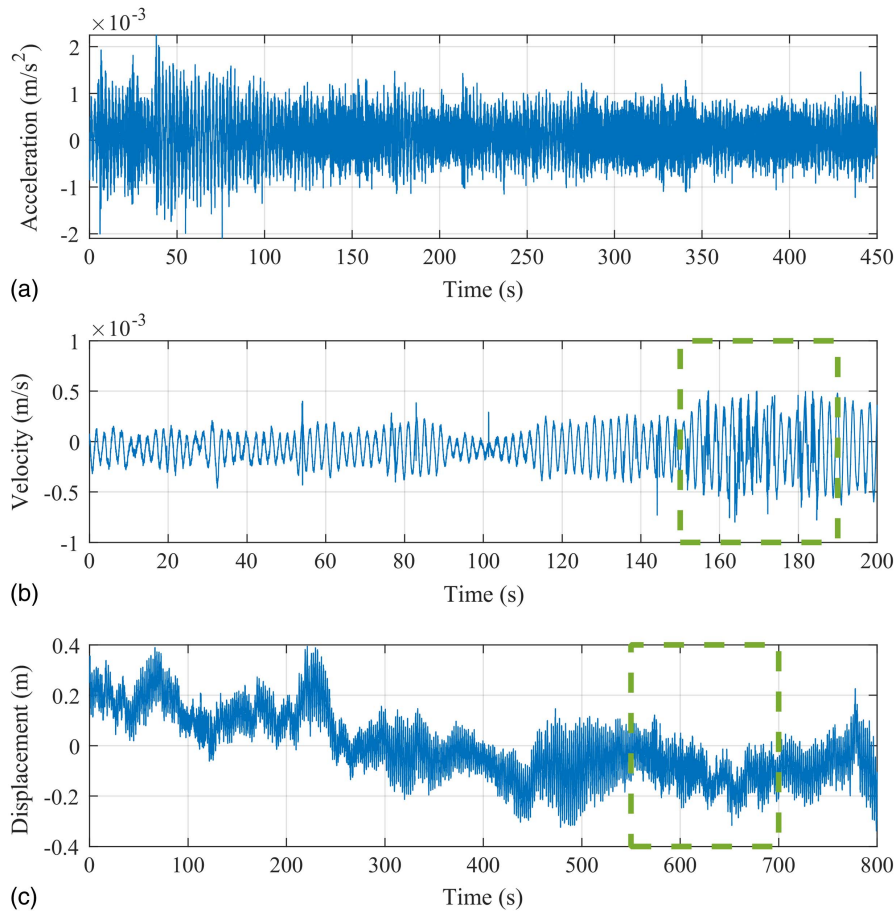 ×10⁻³
2
1
0
-1
-2
Acceleration (m/s²)
0 50 100 150 200 250 300 350 400 450
Time (s)
(a)
×10⁻³
1
0.5
0
-0.5
-1
Velocity (m/s)
0 20 40 60 80 100 120 140 160 180 200
Time (s)
(b)
0.4
0.2
0
-0.2
-0.4
Displacement (m)
0 100 200 300 400 500 600 700 800
Time (s)
(c)